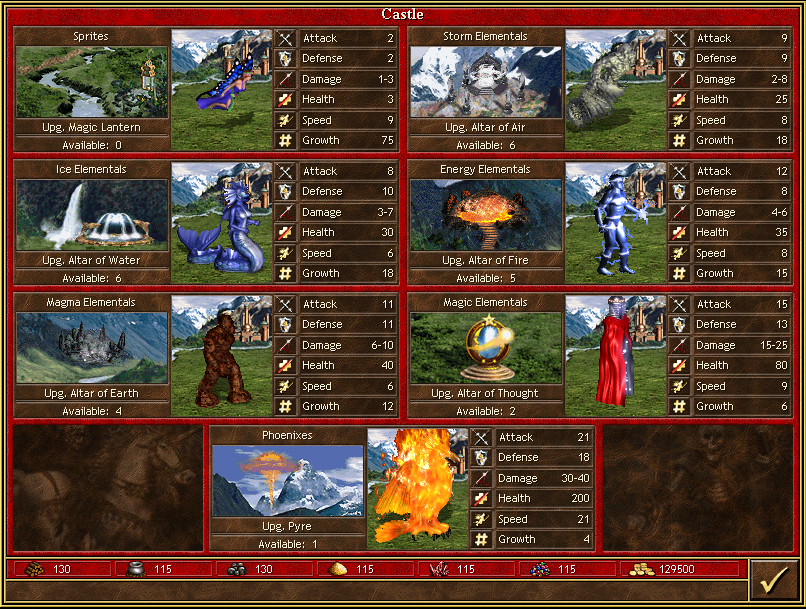 Castle
Sprites
Upg. Magic Lantern
Available: 0
Attack 2
Defense 2
Damage 1-3
Health 3
Speed 9
Growth 75
Storm Elementals
Upg. Altar of Air
Available: 6
Attack 9
Defense 9
Damage 2-8
Health 25
Speed 8
Growth 18
Ice Elementals
Upg. Altar of Water
Available: 6
Attack 8
Defense 10
Damage 3-7
Health 30
Speed 6
Growth 18
Energy Elementals
Upg. Altar of Fire
Available: 5
Attack 12
Defense 8
Damage 4-6
Health 35
Speed 8
Growth 15
Magma Elementals
Upg. Altar of Earth
Available: 4
Attack 11
Defense 11
Damage 6-10
Health 40
Speed 6
Growth 12
Magic Elementals
Upg. Altar of Thought
Available: 2
Attack 15
Defense 13
Damage 15-25
Health 80
Speed 9
Growth 6
Phoenixes
Upg. Pyre
Available: 1
Attack 21
Defense 18
Damage 30-40
Health 200
Speed 21
Growth 4
130 115 130 115 115 115 129500